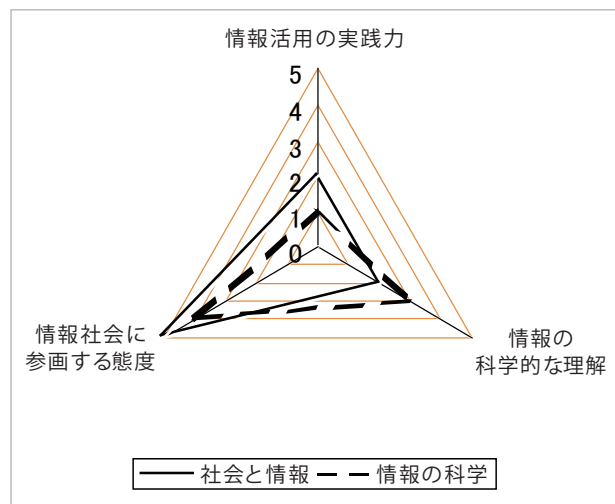 情報活用の実践力
5
4
3
2
1
0
情報社会に
参画する態度
情報の
科学的な理解
社会と情報
情報の科学